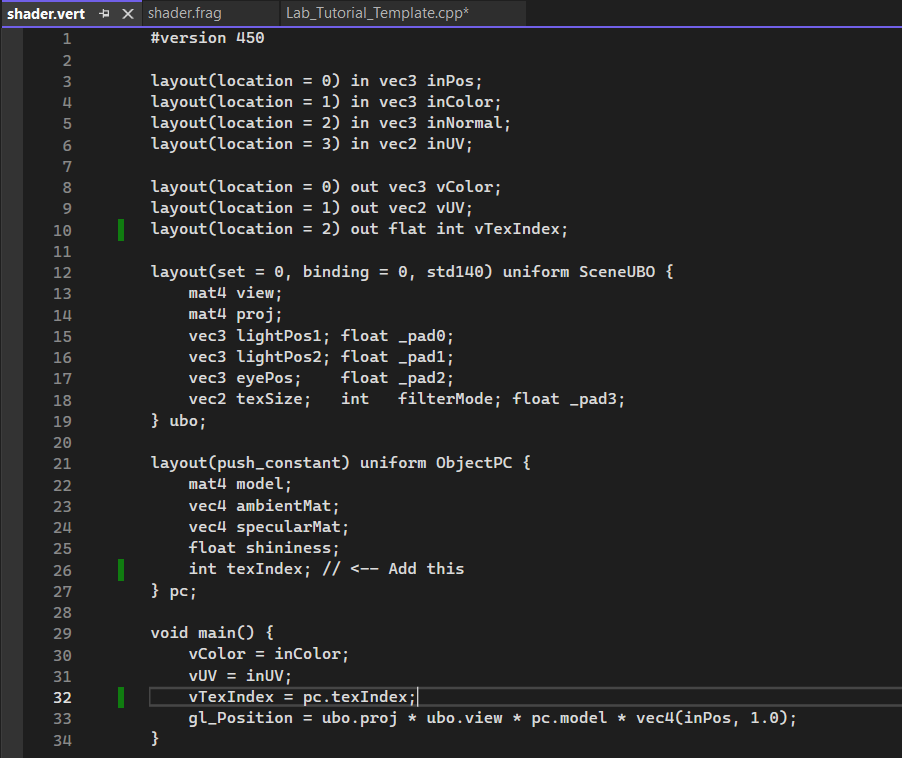 shader.vert shader.frag Lab_Tutorial_Template.cpp*
1 #version 450
2
3 layout(location = 0) in vec3 inPos;
4 layout(location = 1) in vec3 inColor;
5 layout(location = 2) in vec3 inNormal;
6 layout(location = 3) in vec2 inUV;
7
8 layout(location = 0) out vec3 vColor;
9 layout(location = 1) out vec2 vUV;
10 layout(location = 2) out flat int vTexIndex;
11
12 layout(set = 0, binding = 0, std140) uniform SceneUBO {
13     mat4 view;
14     mat4 proj;
15     vec3 lightPos1; float _pad0;
16     vec3 lightPos2; float _pad1;
17     vec3 eyePos;    float _pad2;
18     vec2 texSize;   int   filterMode; float _pad3;
19 } ubo;
20
21 layout(push_constant) uniform ObjectPC {
22     mat4 model;
23     vec4 ambientMat;
24     vec4 specularMat;
25     float shininess;
26     int texIndex; // <-- Add this
27 } pc;
28
29 void main() {
30     vColor = inColor;
31     vUV = inUV;
32     vTexIndex = pc.texIndex;
33     gl_Position = ubo.proj * ubo.view * pc.model * vec4(inPos, 1.0);
34 }